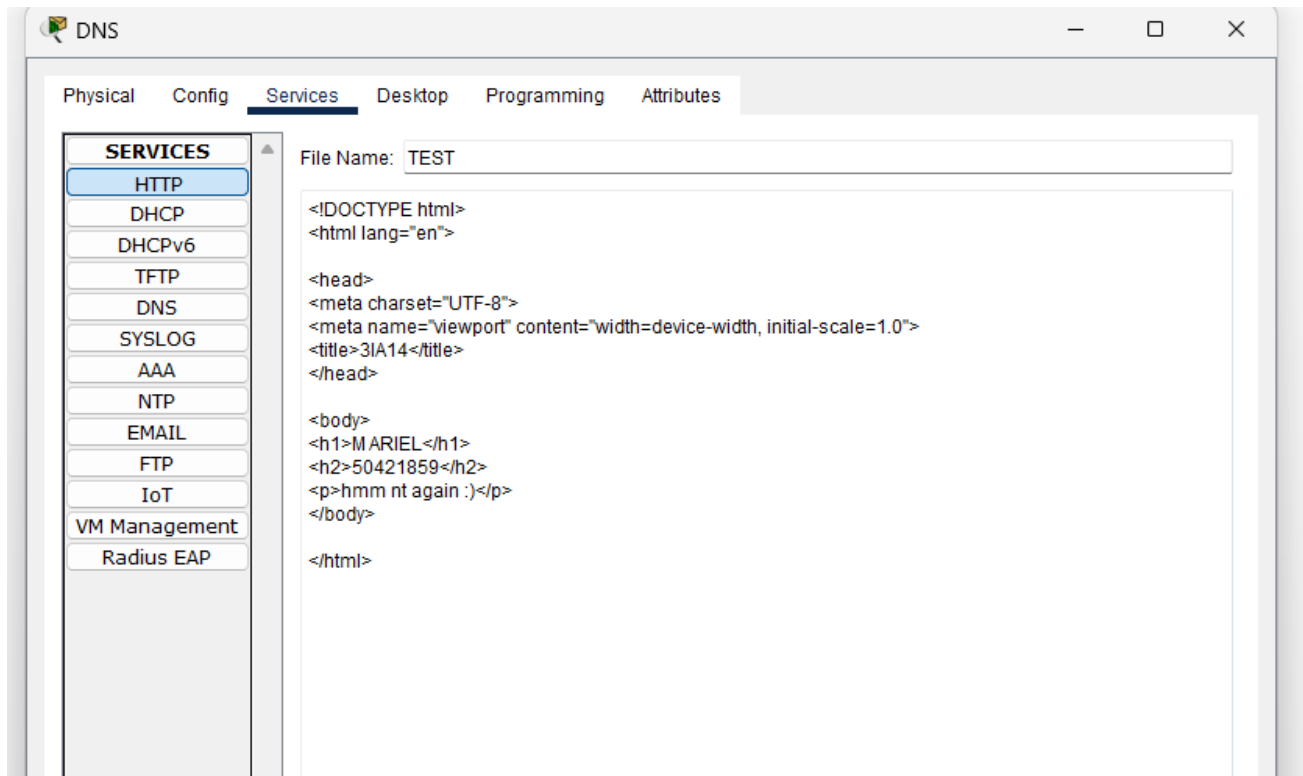 DNS
Physical Config Services Desktop Programming Attributes
SERVICES
HTTP
DHCP
DHCPv6
TFTP
DNS
SYSLOG
AAA
NTP
EMAIL
FTP
IoT
VM Management
Radius EAP
File Name: TEST
<!DOCTYPE html>
<html lang="en">
<head>
<meta charset="UTF-8">
<meta name="viewport" content="width=device-width, initial-scale=1.0">
<title>3IA14</title>
</head>
<body>
<h1>MARIEL</h1>
<h2>50421859</h2>
<p>hmm nt again :)</p>
</body>
</html>